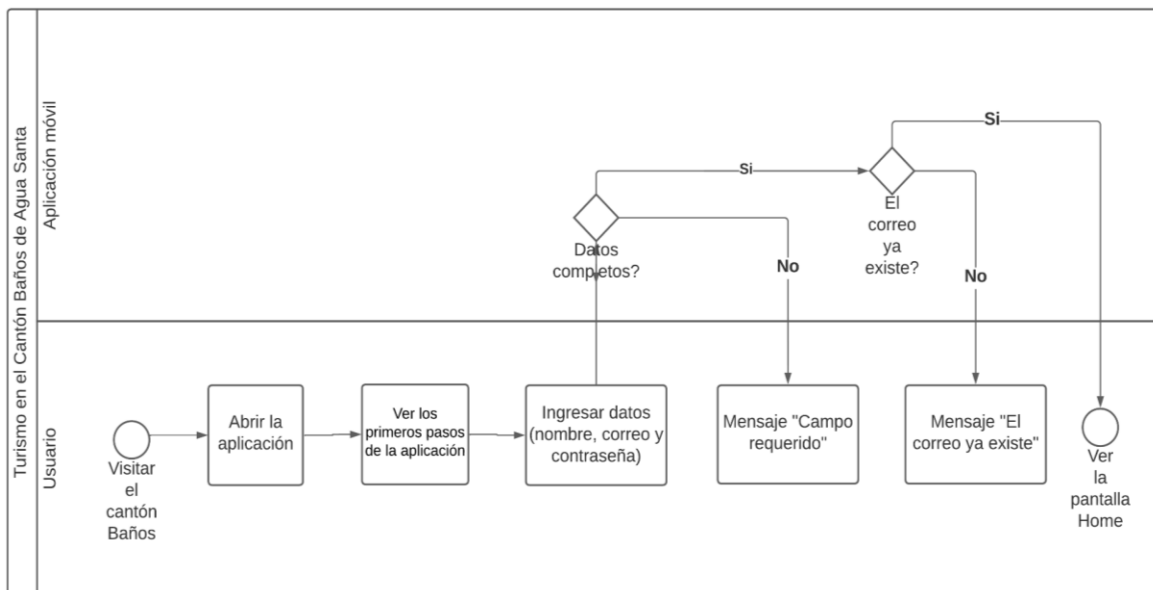 Turismo en el Cantón Baños de Agua Santa
Aplicación móvil
Si
Si
El
correo
ya
existe?
Datos
completos?
No
No
Usuario
Visitar
el
cantón
Baños
Abrir la
aplicación
Ver los
primeros pasos
de la aplicación
Ingresar datos
(nombre, correo y
contraseña)
Mensaje "Campo
requerido"
Mensaje "El
correo ya existe"
Ver
la
pantalla
Home